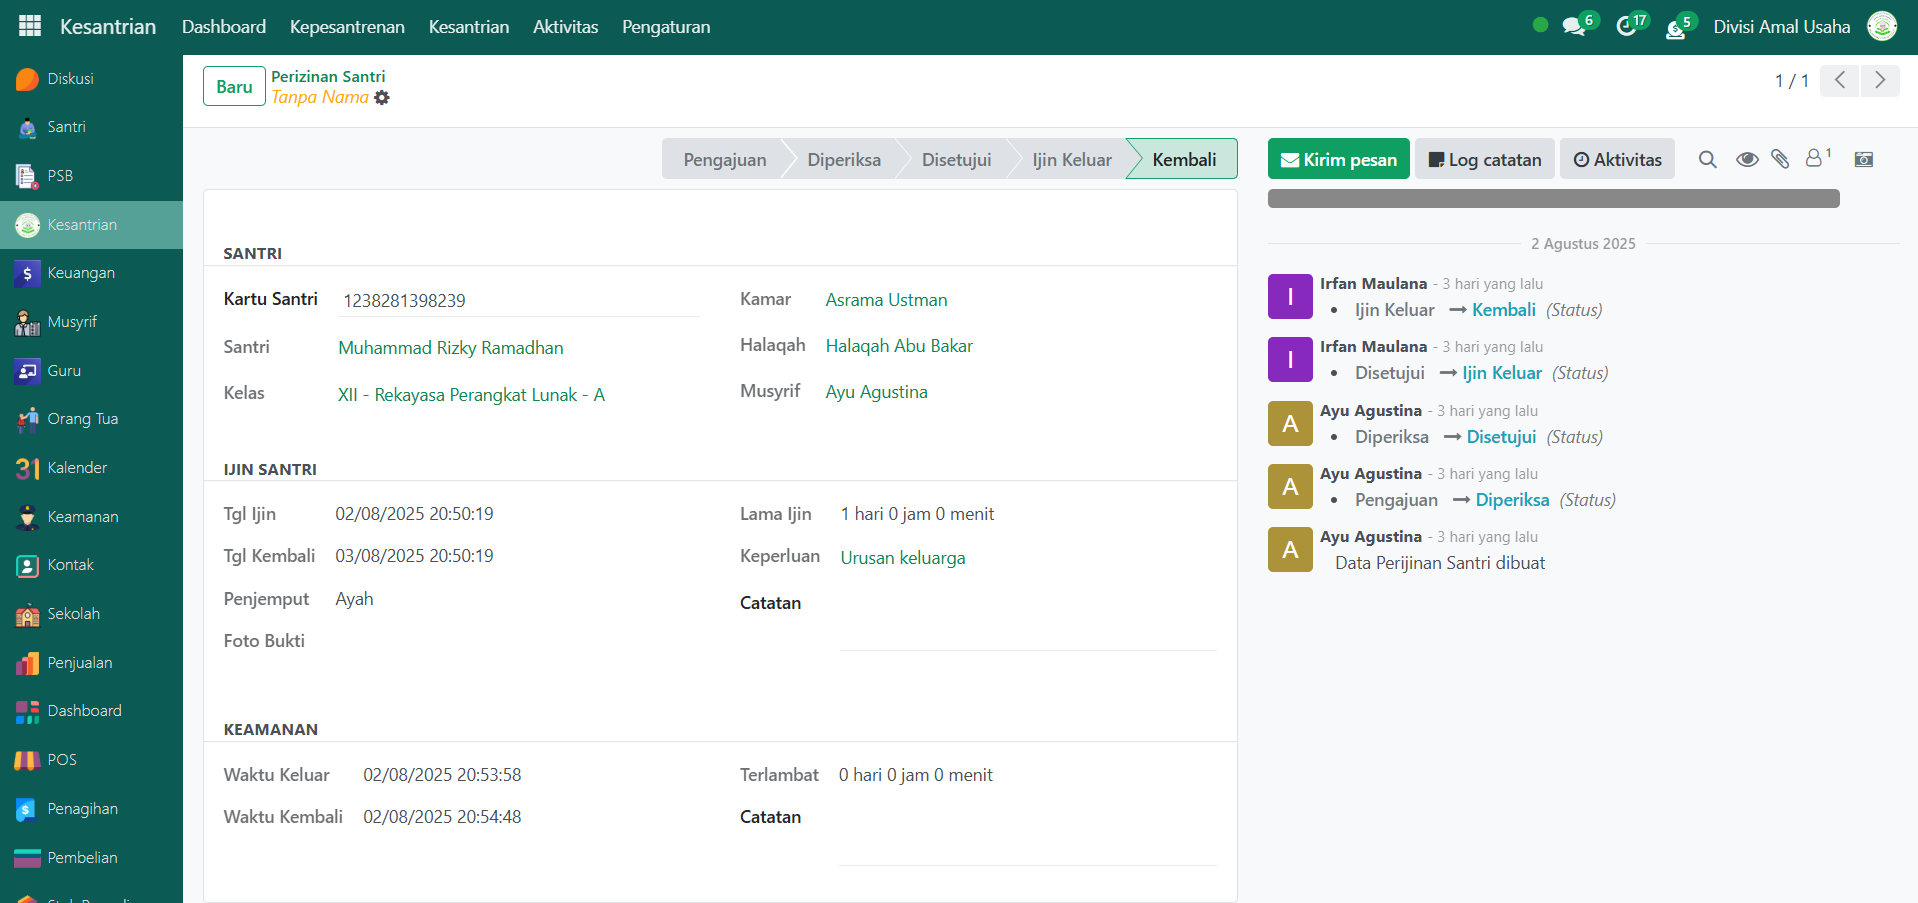 Kesantrian Dashboard Kepesantrenan Kesantrian Aktivitas Pengaturan 6 17 5 Divisi Amal Usaha
Diskusi
Santri
PSB
Kesantrian
Keuangan
Musyrif
Guru
Orang Tua
31 Kalender
Keamanan
Kontak
Sekolah
Penjualan
Dashboard
POS
Penagihan
Pembelian
Baru
Perizinan Santri
Tanpa Nama
1 / 1
Pengajuan Diperiksa Disetujui Ijin Keluar Kembali
SANTRI
Kartu Santri 1238281398239
Santri Muhammad Rizky Ramadhan
Kelas XII - Rekayasa Perangkat Lunak - A
Kamar Asrama Ustman
Halaqah Halaqah Abu Bakar
Musyrif Ayu Agustina
IJIN SANTRI
Tgl Ijin 02/08/2025 20:50:19
Tgl Kembali 03/08/2025 20:50:19
Penjemput Ayah
Foto Bukti
Lama Ijin 1 hari 0 jam 0 menit
Keperluan Urusan keluarga
Catatan
KEAMANAN
Waktu Keluar 02/08/2025 20:53:58
Waktu Kembali 02/08/2025 20:54:48
Terlambat 0 hari 0 jam 0 menit
Catatan
Kirim pesan Log catatan Aktivitas 1
2 Agustus 2025
I Irfan Maulana - 3 hari yang lalu
• Ijin Keluar → Kembali (Status)
I Irfan Maulana - 3 hari yang lalu
• Disetujui → Ijin Keluar (Status)
A Ayu Agustina - 3 hari yang lalu
• Diperiksa → Disetujui (Status)
A Ayu Agustina - 3 hari yang lalu
• Pengajuan → Diperiksa (Status)
A Ayu Agustina - 3 hari yang lalu
Data Perijinan Santri dibuat